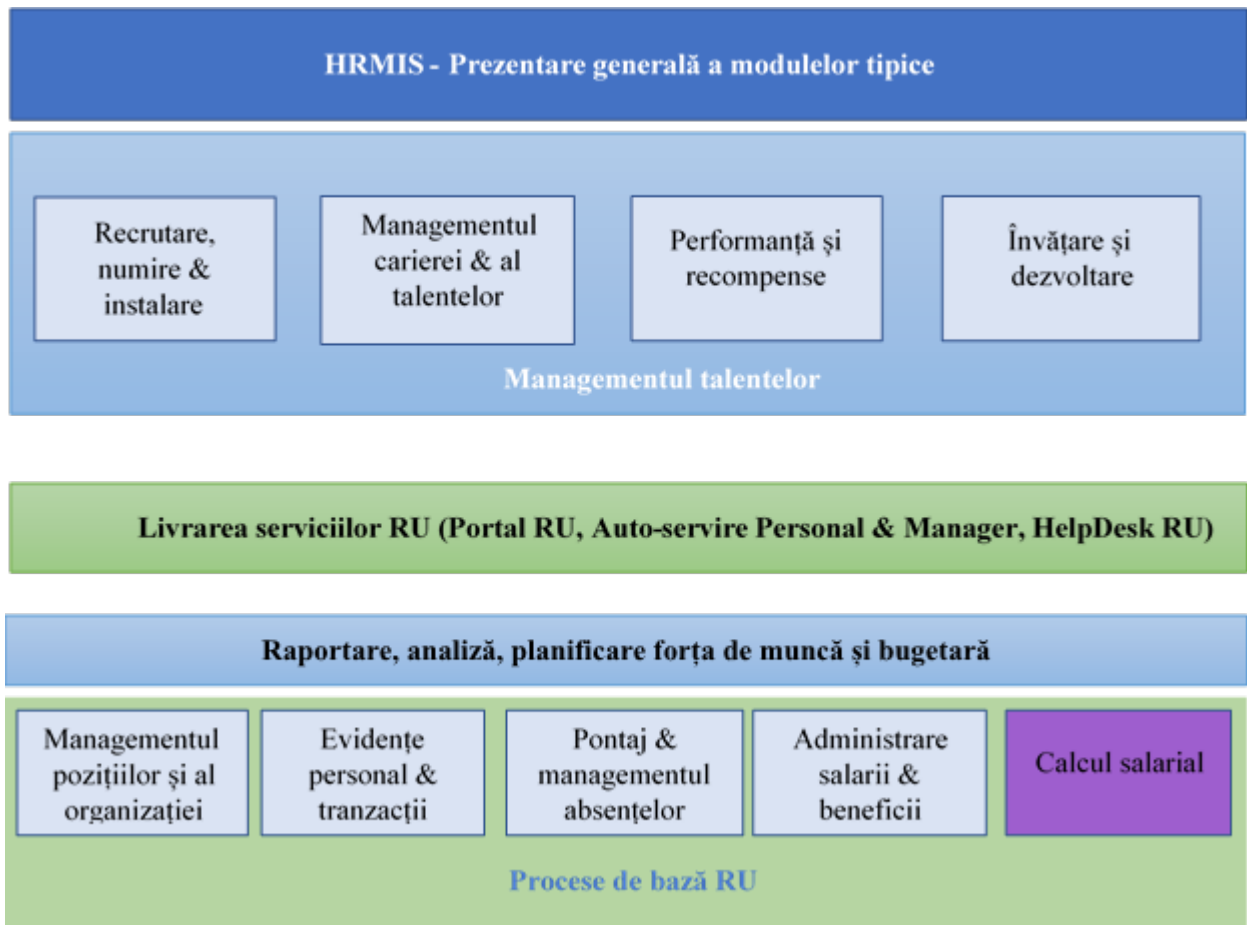 HRMIS - Prezentare generală a modulelor tipice
Recrutare,
numire &
instalare
Managementul
carierei & al
talentelor
Performanță și
recompense
Învățare și
dezvoltare
Managementul talentelor
Livrarea serviciilor RU (Portal RU, Auto-servire Personal & Manager, HelpDesk RU)
Raportare, analiză, planificare forța de muncă și bugetară
Managementul
pozițiilor și al
organizației
Evidențe
personal &
tranzacții
Pontaj &
managementul
absențelor
Administrare
salarii &
beneficii
Calcul salarial
Procese de bază RU